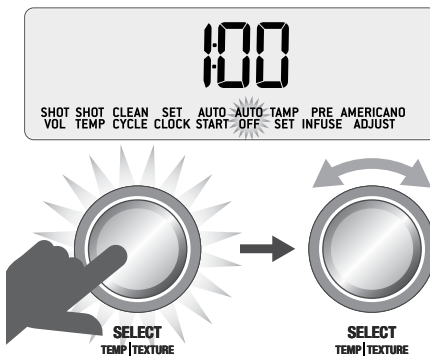 1:00
SHOT SHOT CLEAN SET AUTO AUTO TAMP PRE AMERICANO
VOL TEMP CYCLE CLOCK START OFF SET INFUSE ADJUST
SELECT
TEMP|TEXTURE
SELECT
TEMP|TEXTURE